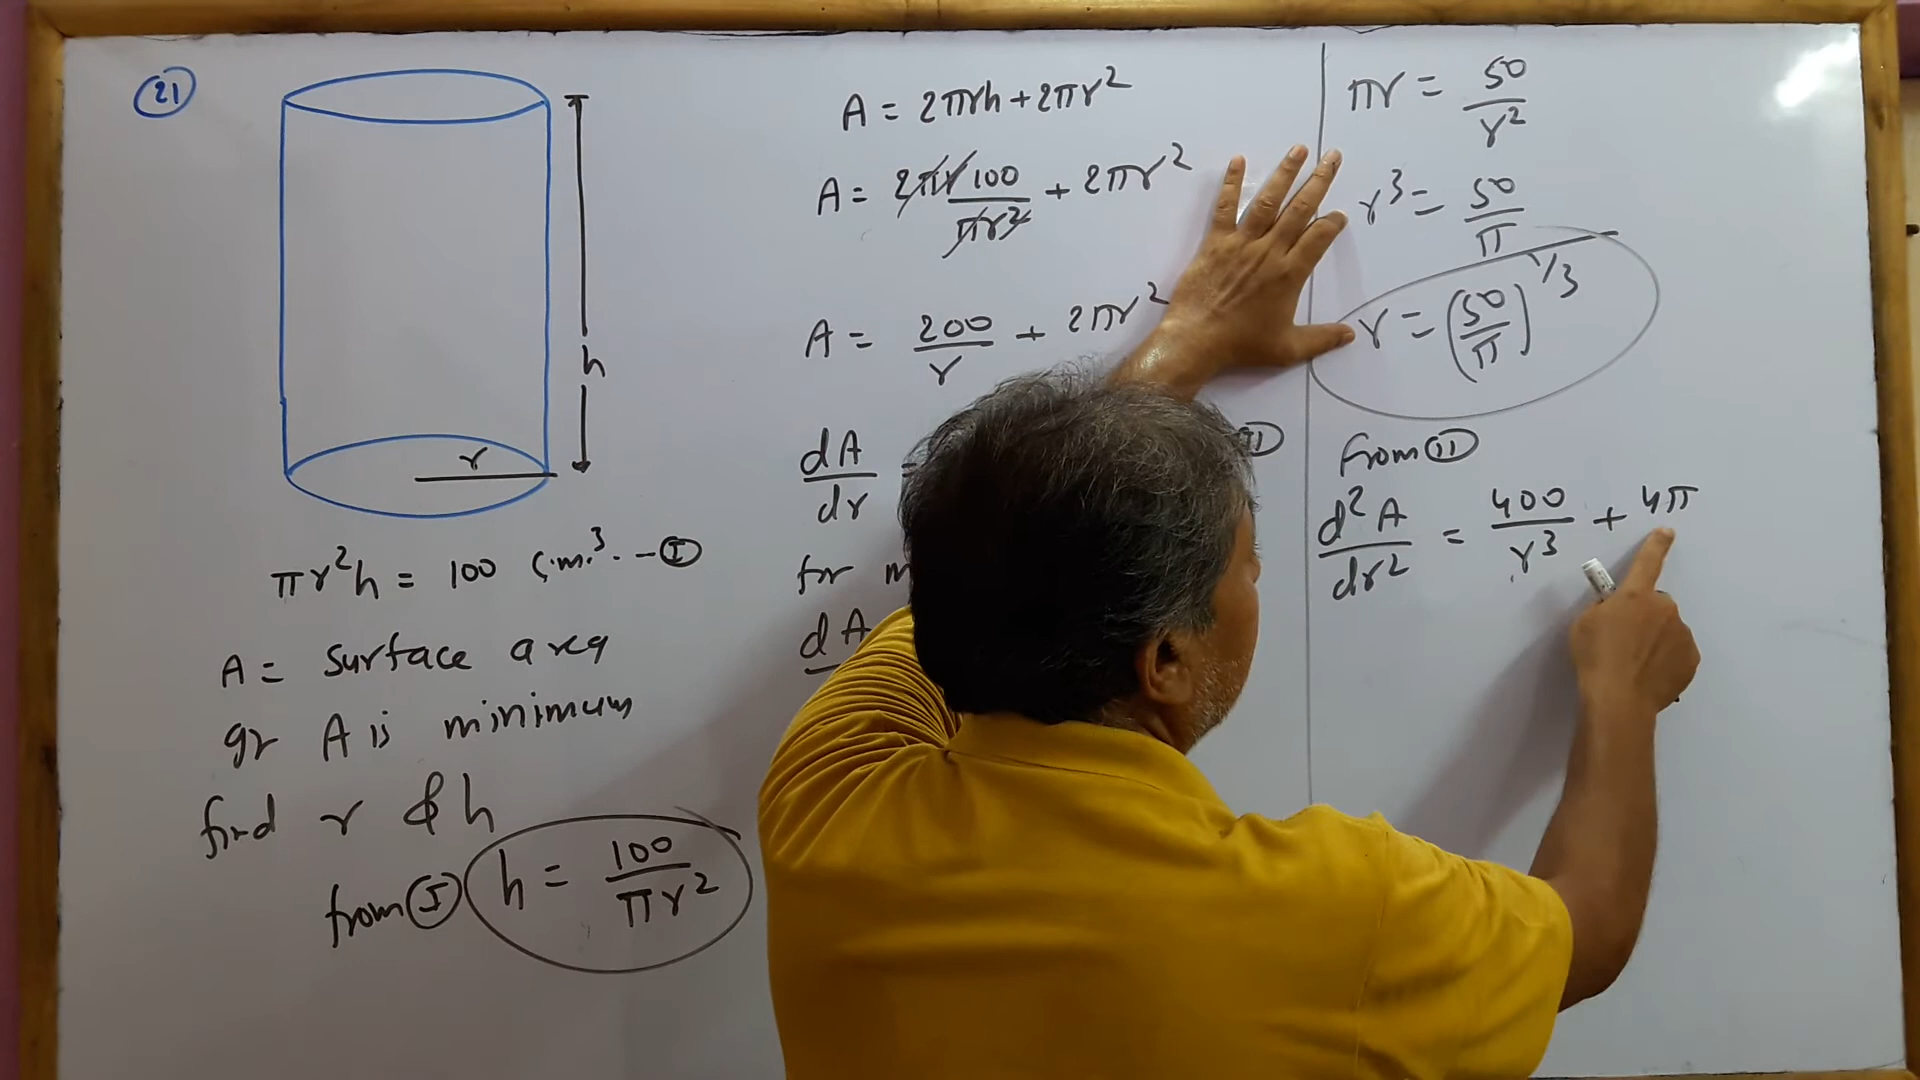 21
h
r
πr²h = 100 c.m.³. - I
A = surface area
gr A is minimum
find r & h
from I h = 100/πr²
A = 2πrh + 2πr²
A = 2πr 100/πr² + 2πr²
A = 200/r + 2πr²
dA/dr = II
for m
dA
πr = 50/r²
r³ = 50/π
r = (50/π)^1/3
from II
d²A/dr² = 400/r³ + 4π